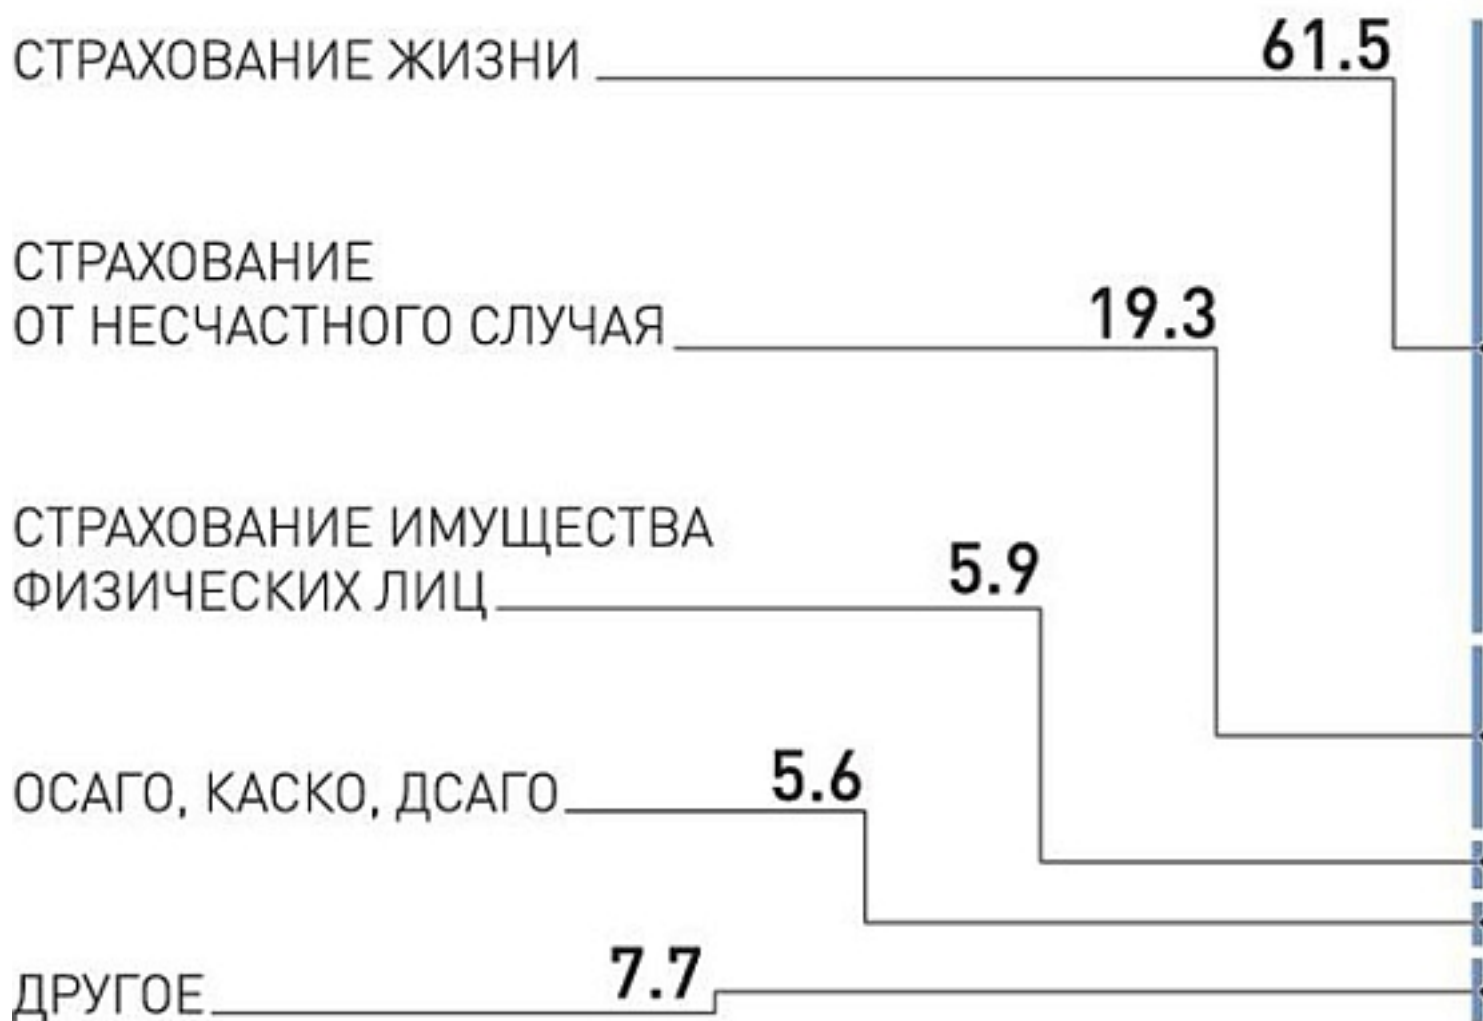 СТРАХОВАНИЕ ЖИЗНИ 61.5
СТРАХОВАНИЕ
ОТ НЕСЧАСТНОГО СЛУЧАЯ 19.3
СТРАХОВАНИЕ ИМУЩЕСТВА
ФИЗИЧЕСКИХ ЛИЦ 5.9
ОСАГО, КАСКО, ДСАГО 5.6
ДРУГОЕ 7.7